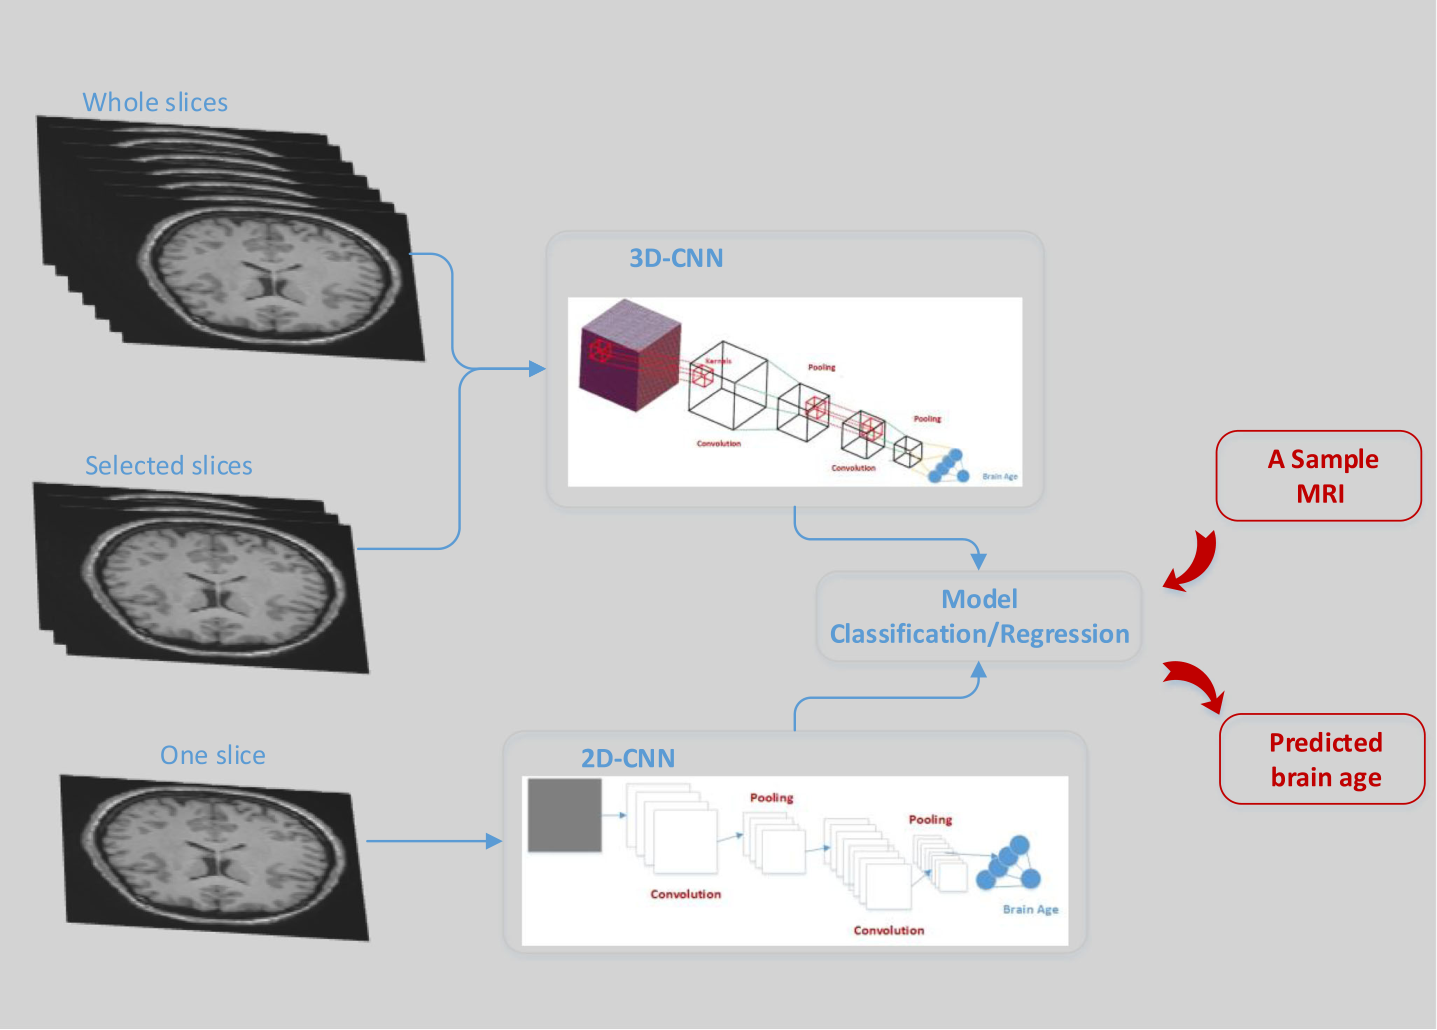 Whole slices
3D-CNN
Kernels
Pooling
Pooling
Convolution
Convolution
Brain Age
Selected slices
A Sample
MRI
Model
Classification/Regression
One slice
2D-CNN
Pooling
Pooling
Convolution
Brain Age
Convolution
Predicted
brain age